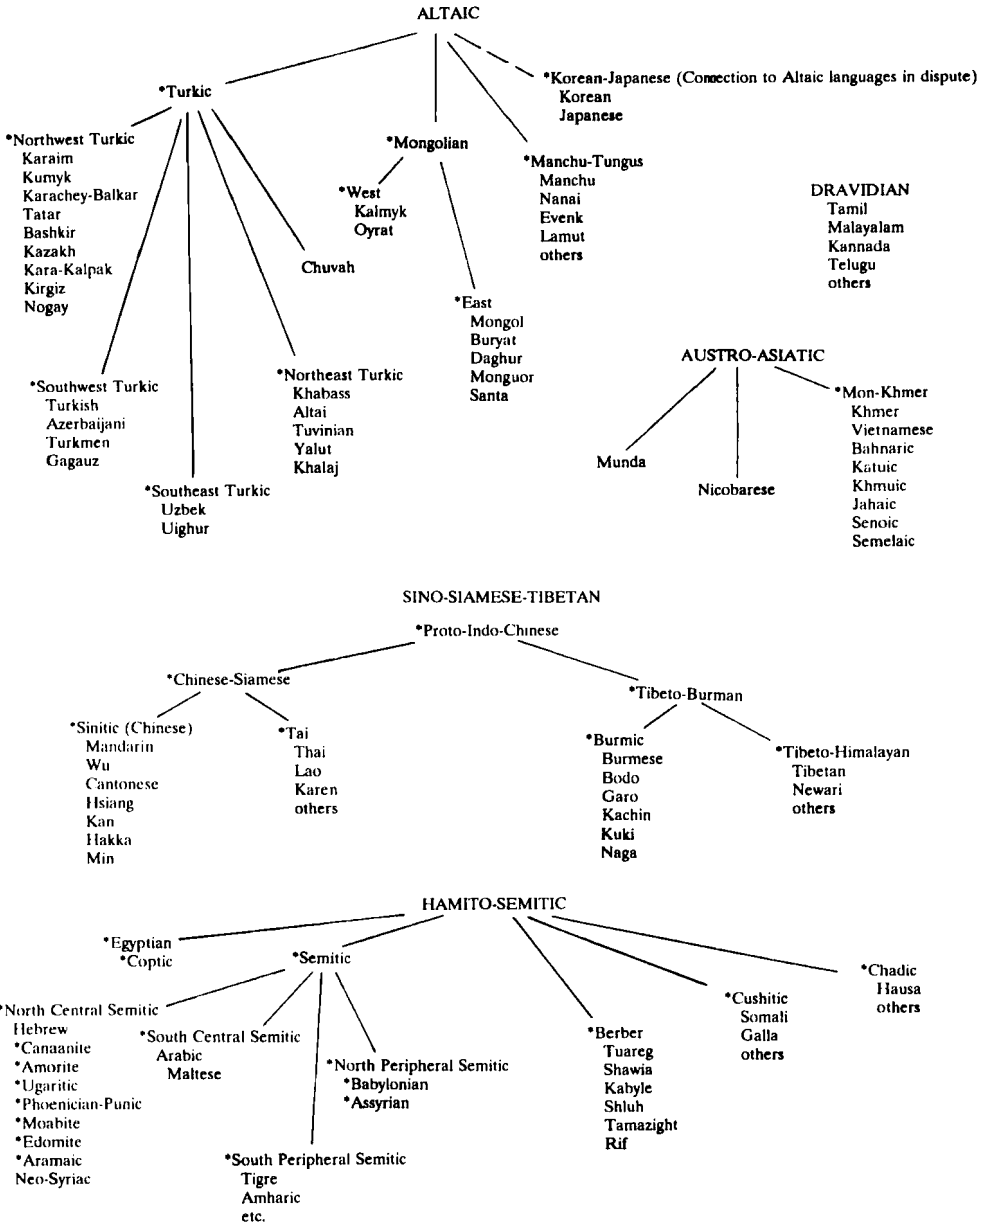 ALTAIC
*Turkic
*Korean-Japanese (Connection to Altaic languages in dispute)
Korean
Japanese
*Northwest Turkic
Karaim
Kumyk
Karachey-Balkar
Tatar
Bashkir
Kazakh
Kara-Kalpak
Kirgiz
Nogay
*Mongolian
*West
Kalmyk
Oyrat
*Manchu-Tungus
Manchu
Nanai
Evenk
Lamut
others
Chuvah
*East
Mongol
Buryat
Daghur
Monguor
Santa
*Southwest Turkic
Turkish
Azerbaijani
Turkmen
Gagauz
*Northeast Turkic
Khabass
Altai
Tuvinian
Yalut
Khalaj
*Southeast Turkic
Uzbek
Uighur
DRAVIDIAN
Tamil
Malayalam
Kannada
Telugu
others
AUSTRO-ASIATIC
Munda
Nicobarese
*Mon-Khmer
Khmer
Vietnamese
Bahnaric
Katuic
Khmuic
Jahaic
Senoic
Semelaic
SINO-SIAMESE-TIBETAN
*Proto-Indo-Chinese
*Chinese-Siamese
*Tibeto-Burman
*Sinitic (Chinese)
Mandarin
Wu
Cantonese
Hsiang
Kan
Hakka
Min
*Tai
Thai
Lao
Karen
others
*Burmic
Burmese
Bodo
Garo
Kachin
Kuki
Naga
*Tibeto-Himalayan
Tibetan
Newari
others
HAMITO-SEMITIC
*Egyptian
*Coptic
*Semitic
*North Central Semitic
Hebrew
*Canaanite
*Amorite
*Ugaritic
*Phoenician-Punic
*Moabite
*Edomite
*Aramaic
Neo-Syriac
*South Central Semitic
Arabic
Maltese
*North Peripheral Semitic
*Babylonian
*Assyrian
*South Peripheral Semitic
Tigre
Amharic
etc.
*Berber
Tuareg
Shawia
Kabyle
Shluh
Tamazight
Rif
*Cushitic
Somali
Galla
others
*Chadic
Hausa
others